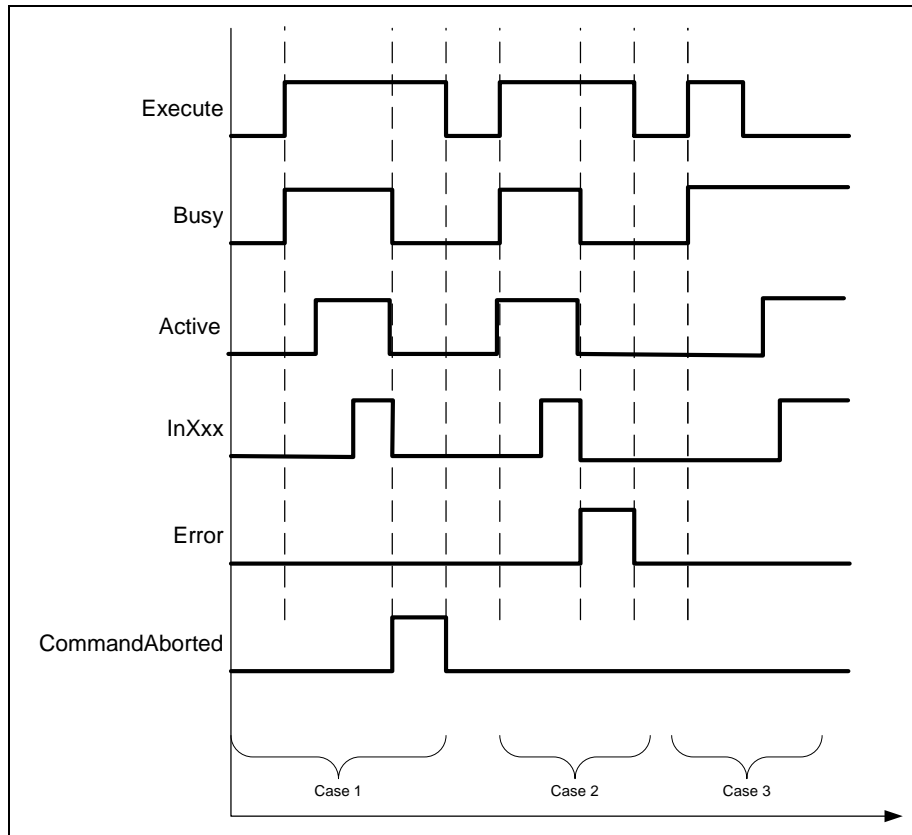 Execute
Busy
Active
InXxx
Error
CommandAborted
Case 1
Case 2
Case 3